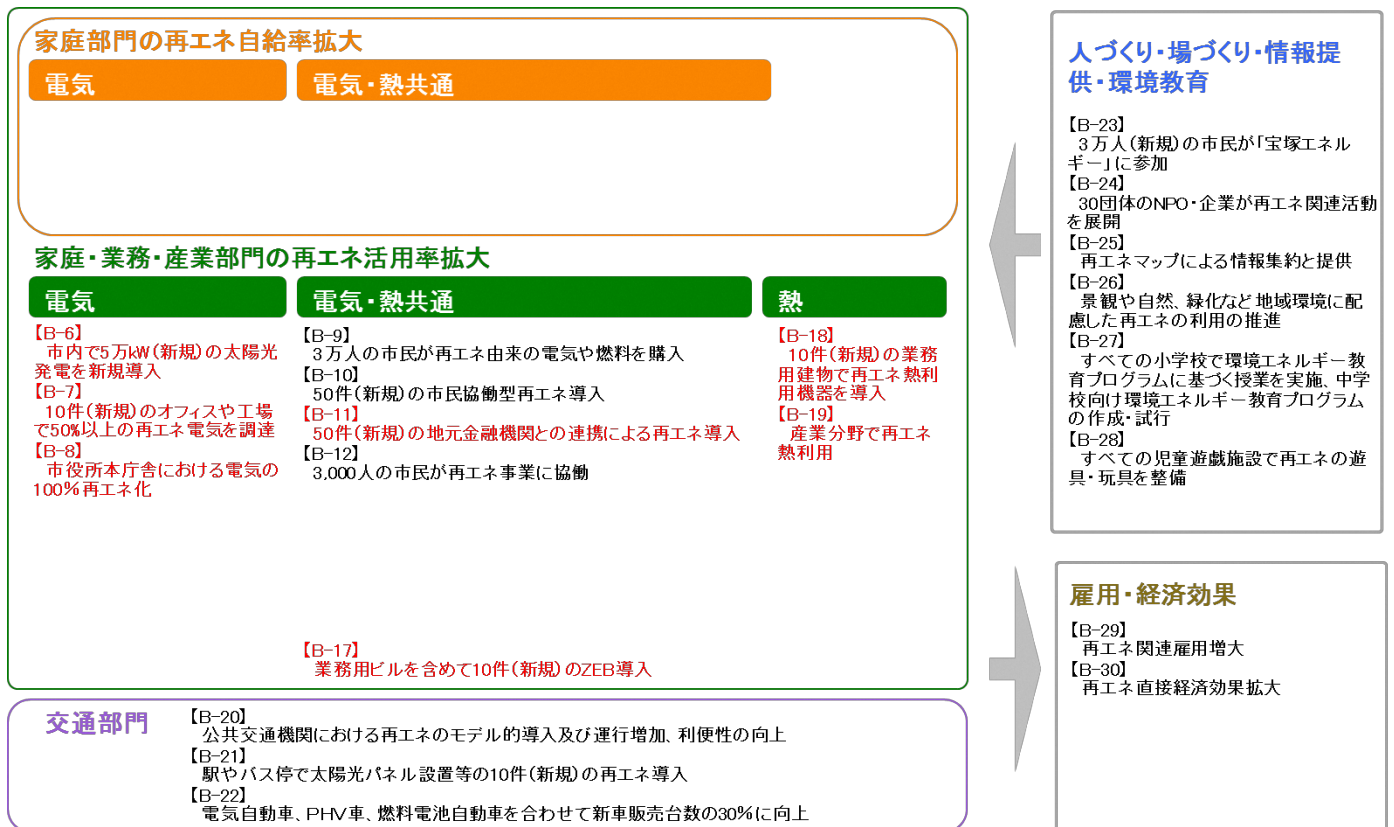 家庭部門の再エネ自給率拡大
電気
電気・熱共通
家庭・業務・産業部門の再エネ活用率拡大
電気
電気・熱共通
熱
【B-6】
市内で5万kW(新規)の太陽光
発電を新規導入
【B-7】
10件(新規)のオフィスや工場
で50%以上の再エネ電気を調達
【B-8】
市役所本庁舎における電気の
100%再エネ化
【B-9】
3万人の市民が再エネ由来の電気や燃料を購入
【B-10】
50件(新規)の市民協働型再エネ導入
【B-11】
50件(新規)の地元金融機関との連携による再エネ導入
【B-12】
3,000人の市民が再エネ事業に協働
【B-17】
業務用ビルを含めて10件(新規)のZEB導入
【B-18】
10件(新規)の業務
用建物で再エネ熱利
用機器を導入
【B-19】
産業分野で再エネ
熱利用
交通部門
【B-20】
公共交通機関における再エネのモデル的導入及び運行増加、利便性の向上
【B-21】
駅やバス停で太陽光パネル設置等の10件(新規)の再エネ導入
【B-22】
電気自動車、PHV車、燃料電池自動車を合わせて新車販売台数の30%に向上
人づくり・場づくり・情報提
供・環境教育
【B-23】
3万人(新規)の市民が「宝塚エネル
ギー」に参加
【B-24】
30団体のNPO・企業が再エネ関連活動
を展開
【B-25】
再エネマップによる情報集約と提供
【B-26】
景観や自然、緑化など地域環境に配
慮した再エネの利用の推進
【B-27】
すべての小学校で環境エネルギー教
育プログラムに基づく授業を実施、中学
校向け環境エネルギー教育プログラム
の作成・試行
【B-28】
すべての児童遊戯施設で再エネの遊
具・玩具を整備
雇用・経済効果
【B-29】
再エネ関連雇用増大
【B-30】
再エネ直接経済効果拡大